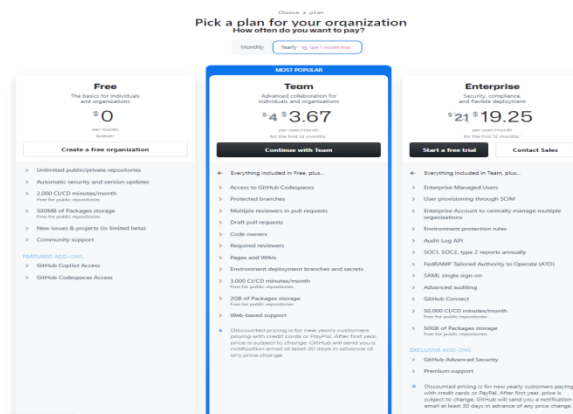 Choose a plan
Pick a plan for your organization
How often do you want to pay?
Monthly
Yearly Get 1 month free
MOST POPULAR
Free
The basics for individuals
and organizations
$0
per month
forever
Create a free organization
Unlimited public/private repositories
Automatic security and version updates
2,000 CI/CD minutes/month
Free for public repositories
500MB of Packages storage
Free for public repositories
New issues & projects (in limited beta)
Community support
FEATURED ADD-ONS
GitHub Copilot Access
GitHub Codespaces Access
Team
Advanced collaboration for
individuals and organizations
$4 $3.67
per user/month
for the first 12 months*
Continue with Team
Everything included in Free, plus...
Access to GitHub Codespaces
Protected branches
Multiple reviewers in pull requests
Draft pull requests
Code owners
Required reviewers
Pages and Wikis
Environment deployment branches and secrets
3,000 CI/CD minutes/month
Free for public repositories
2GB of Packages storage
Free for public repositories
Web-based support
* Discounted pricing is for new yearly customers
paying with credit cards or PayPal. After first year,
price is subject to change. GitHub will send you a
notification email at least 30 days in advance of
any price change.
Enterprise
Security, compliance,
and flexible deployment
$21 $19.25
per user/month
for the first 12 months*
Start a free trial
Contact Sales
Everything included in Team, plus...
Enterprise Managed Users
User provisioning through SCIM
Enterprise Account to centrally manage multiple
organizations
Environment protection rules
Audit Log API
SOC1, SOC2, type 2 reports annually
FedRAMP Tailored Authority to Operate (ATO)
SAML single sign-on
Advanced auditing
GitHub Connect
50,000 CI/CD minutes/month
Free for public repositories
50GB of Packages storage
Free for public repositories
EXCLUSIVE ADD-ONS
GitHub Advanced Security
Premium support
* Discounted pricing is for new yearly customers paying
with credit cards or PayPal. After first year, price is
subject to change. GitHub will send you a notification
email at least 30 days in advance of any price change.